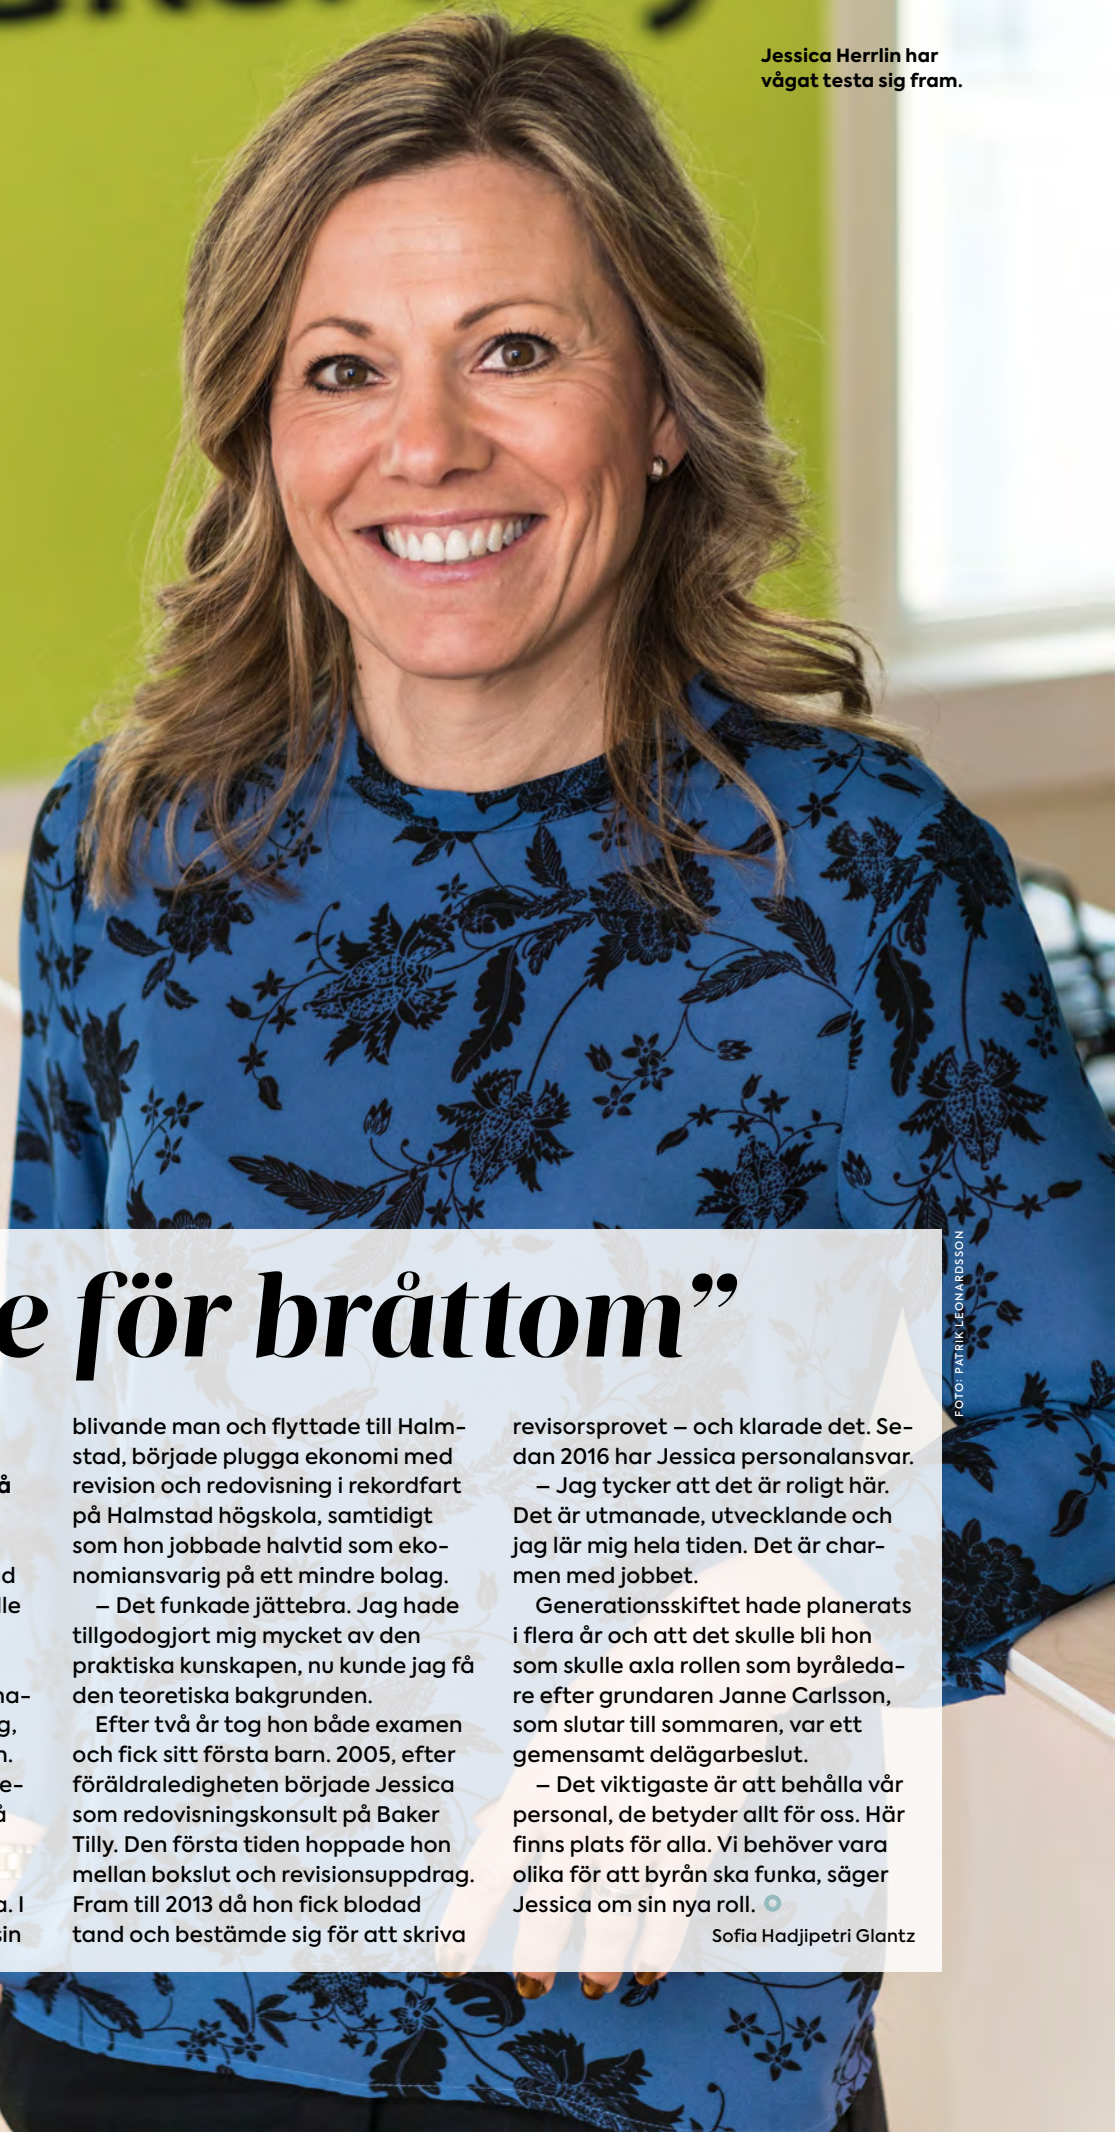 Jessica Herrlin har
vågat testa sig fram.
för bråttom”
blivande man och flyttade till Halm-
stad, började plugga ekonomi med
revision och redovisning i rekordfart
på Halmstad högskola, samtidigt
som hon jobbade halvtid som eko-
nomiansvarig på ett mindre bolag.
– Det funkade jättebra. Jag hade
tillgodogjort mig mycket av den
praktiska kunskapen, nu kunde jag få
den teoretiska bakgrunden.
Efter två år tog hon både examen
och fick sitt första barn. 2005, efter
föräldraledigheten började Jessica
som redovisningskonsult på Baker
Tilly. Den första tiden hoppade hon
mellan bokslut och revisionsuppdrag.
Fram till 2013 då hon fick blodad
tand och bestämde sig för att skriva
revisorsprovet – och klarade det. Se-
dan 2016 har Jessica personalansvar.
– Jag tycker att det är roligt här.
Det är utmanade, utvecklande och
jag lär mig hela tiden. Det är char-
men med jobbet.
Generationsskiftet hade planerats
i flera år och att det skulle bli hon
som skulle axla rollen som byråleda-
re efter grundaren Janne Carlsson,
som slutar till sommaren, var ett
gemensamt delägarbeslut.
– Det viktigaste är att behålla vår
personal, de betyder allt för oss. Här
finns plats för alla. Vi behöver vara
olika för att byrån ska funka, säger
Jessica om sin nya roll.
Sofia Hadjipetri Glantz
FOTO: PATRIK LEONARDSSON